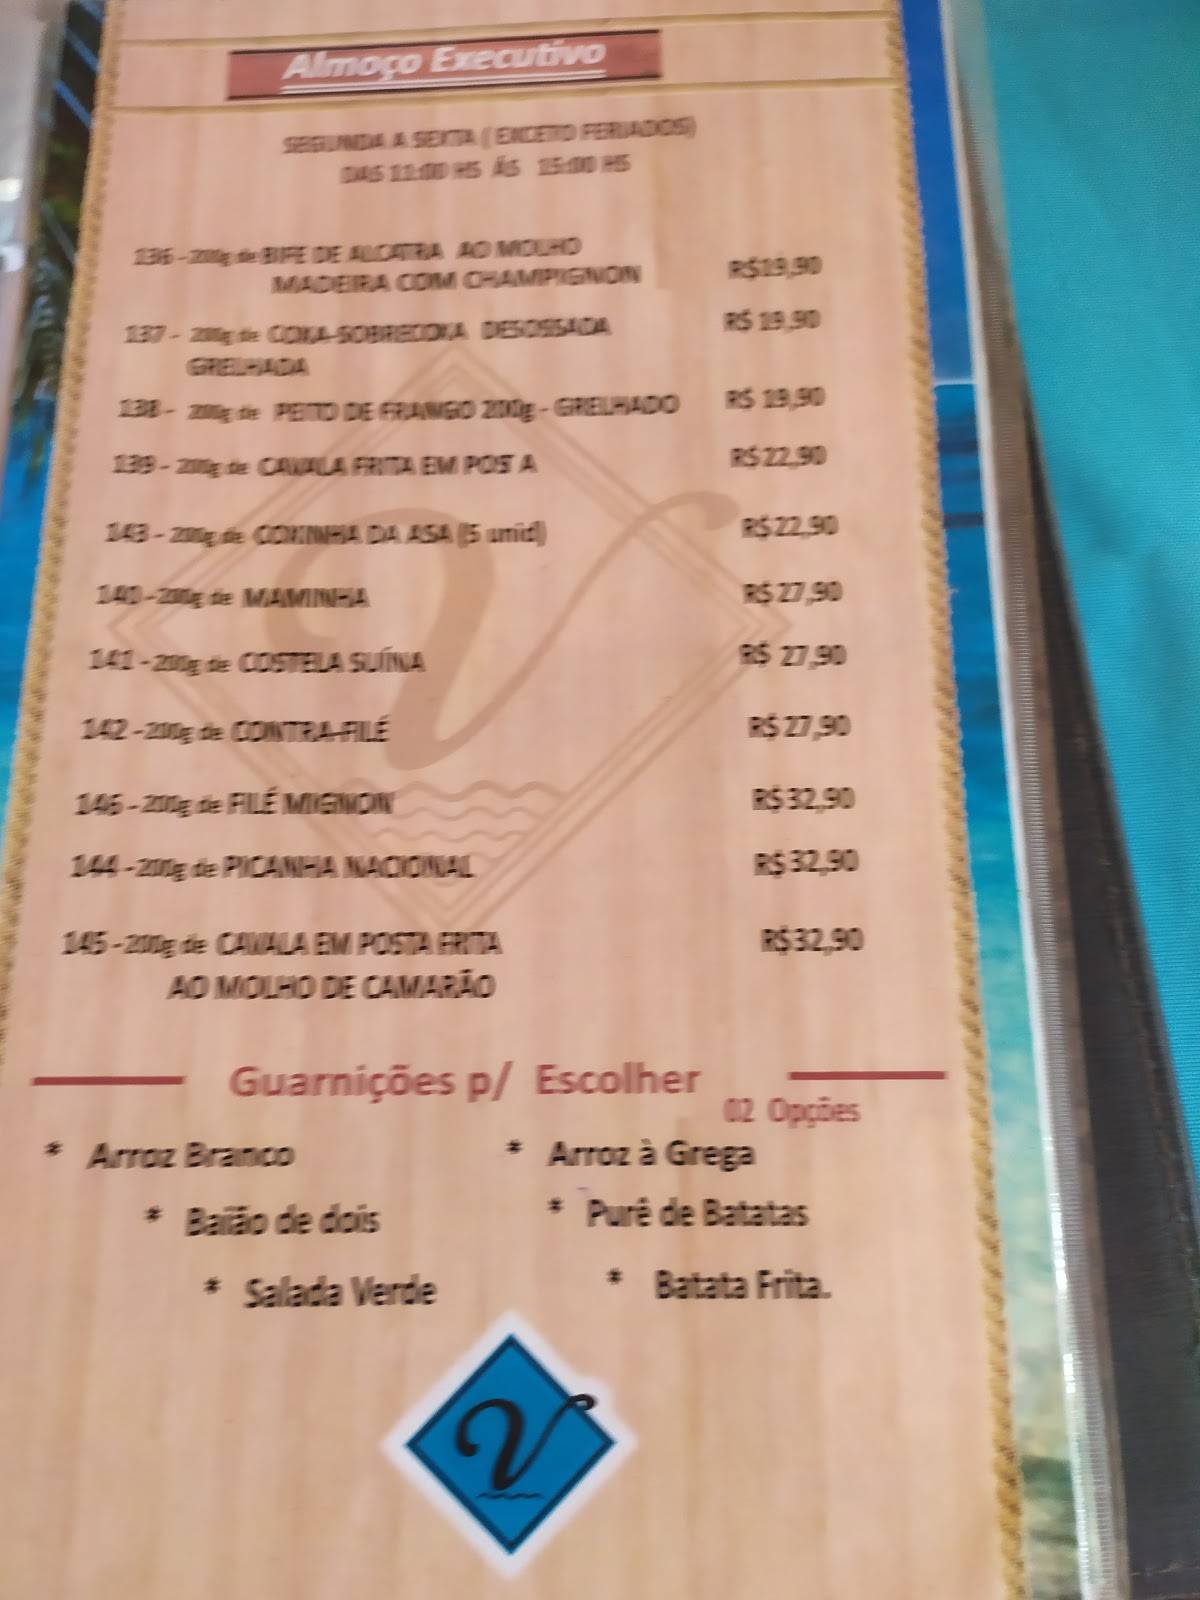 Almoço Executivo
SEGUNDA A SEXTA ( EXCETO FERIADOS)
DAS 11:00 HS ÁS 15:00 HS
136 - 200g de BIFE DE ALCATRA AO MOLHO
MADEIRA COM CHAMPIGNON R$19,90
137 - 200g de COXA-SOBRECOXA DESOSSADA R$ 19,90
GRELHADA
138 - 200g de PEITO DE FRANGO 200g - GRELHADO R$ 19,90
139 - 200g de CAVALA FRITA EM POST A R$22,90
143 - 200g de COXINHA DA ASA (5 unid) R$22,90
140 -200g de MAMINHA R$27,90
141 -200g de COSTELA SUÍNA R$ 27,90
142 -200g de CONTRA-FILÉ R$27,90
146 -200g de FILÉ MIGNON R$32,90
144 -200g de PICANHA NACIONAL R$32,90
145 -200g de CAVALA EM POSTA FRITA R$32,90
AO MOLHO DE CAMARÃO
Guarnições p/ Escolher
02 Opções
* Arroz Branco * Arroz à Grega
* Baião de dois * Purê de Batatas
* Salada Verde * Batata Frita.
V